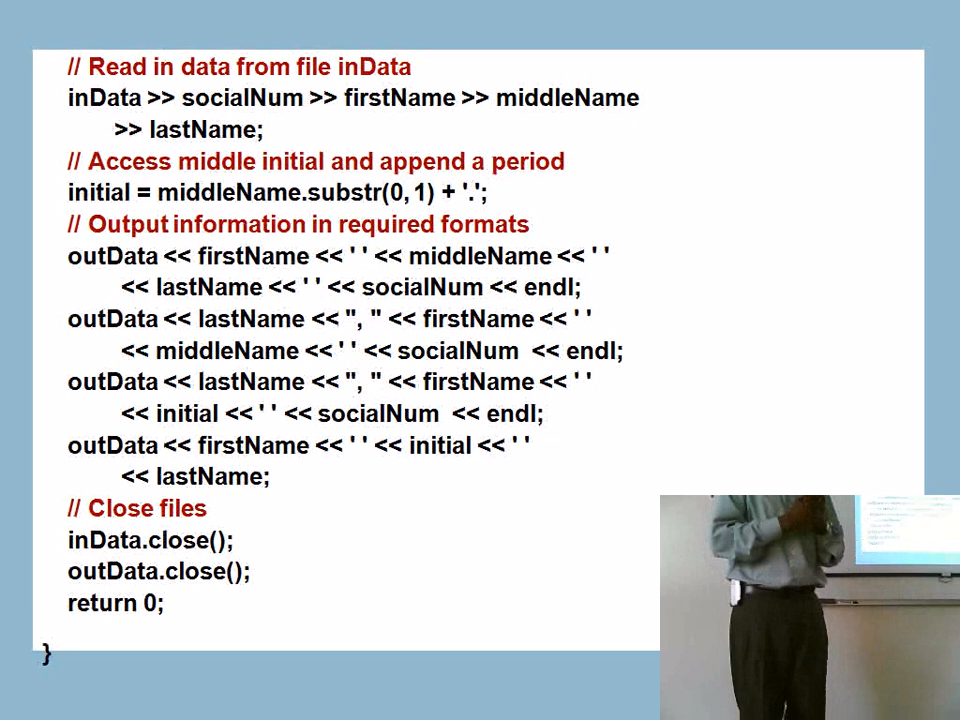 // Read in data from file inData
inData >> socialNum >> firstName >> middleName
>> lastName;
// Access middle initial and append a period
initial = middleName.substr(0, 1) + '.';
// Output information in required formats
outData << firstName << ' ' << middleName << ' '
<< lastName << ' ' << socialNum << endl;
outData << lastName << ", " << firstName << ' '
<< middleName << ' ' << socialNum << endl;
outData << lastName << ", " << firstName << ' '
<< initial << ' ' << socialNum << endl;
outData << firstName << ' ' << initial << ' '
<< lastName;
// Close files
inData.close();
outData.close();
return 0;
}